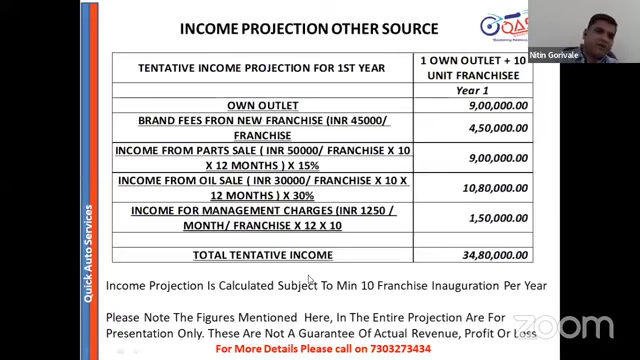 INCOME PROJECTION OTHER SOURCE
QAS
Nitin Gorivale
TENTATIVE INCOME PROJECTION FOR 1ST YEAR
1 OWN OUTLET + 10
UNIT FRANCHISEE
Year 1
OWN OUTLET
9,00,000.00
BRAND FEES FRON NEW FRANCHISE (INR 45000/
FRANCHISE
4,50,000.00
INCOME FROM PARTS SALE ( INR 50000/ FRANCHISE X 10
X 12 MONTHS ) X 15%
9,00,000.00
INCOME FROM OIL SALE ( INR 30000/ FRANCHISE X 10 X
12 MONTHS ) X 30%
10,80,000.00
INCOME FOR MANAGEMENT CHARGES (INR 1250 /
MONTH/ FRANCHISE X 12 X 10
1,50,000.00
TOTAL TENTATIVE INCOME
34,80,000.00
Income Projection Is Calculated Subject To Min 10 Franchise Inauguration Per Year
Please Note The Figures Mentioned Here, In The Entire Projection Are For
Presentation Only. These Are Not a Guarantee Of Actual Revenue, Profit Or Loss
For More Details Please call on 7303273434
Quick Auto Services
zoom